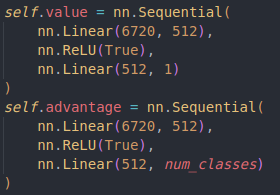 self.value = nn.Sequential(
    nn.Linear(6720, 512),
    nn.ReLU(True),
    nn.Linear(512, 1)
)
self.advantage = nn.Sequential(
    nn.Linear(6720, 512),
    nn.ReLU(True),
    nn.Linear(512, num_classes)
)